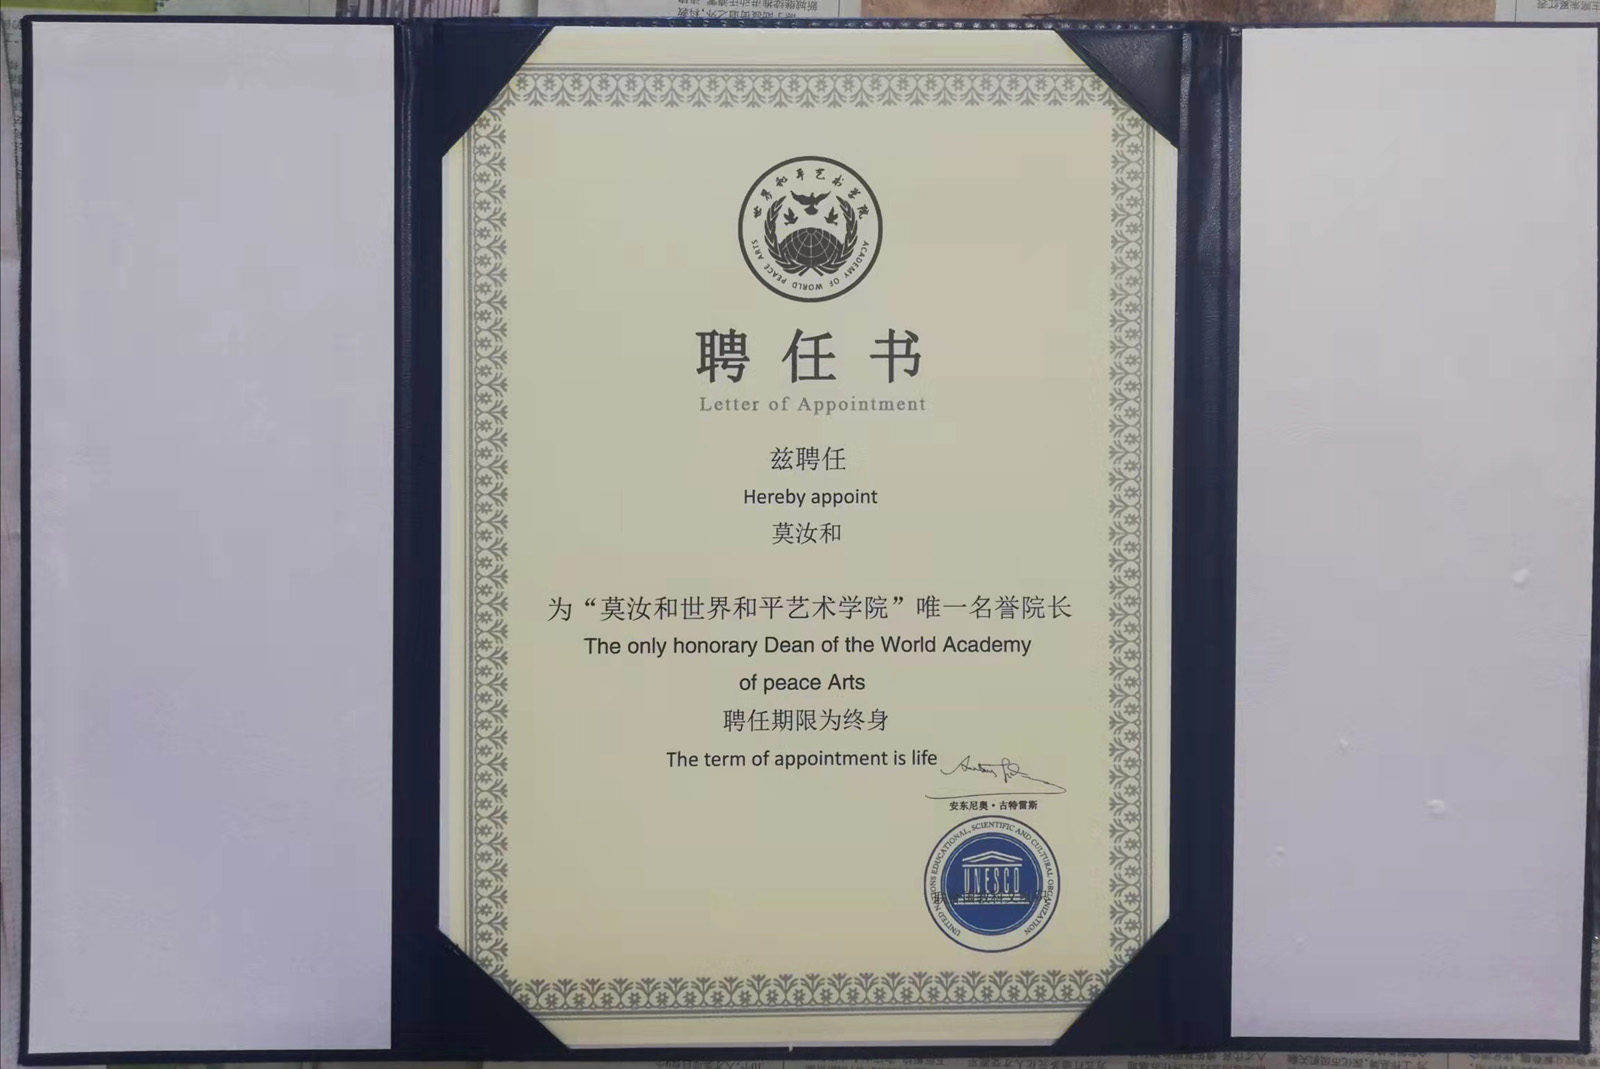 世界和平艺术学院
ACADEMY OF WORLD PEACE ARTS
聘任书
Letter of Appointment
兹聘任
Hereby appoint
莫汝和
为“莫汝和世界和平艺术学院”唯一名誉院长
The only honorary Dean of the World Academy
of peace Arts
聘任期限为终身
The term of appointment is life
安东尼奥·古特雷斯
UNITED NATIONS EDUCATIONAL, SCIENTIFIC AND CULTURAL ORGANIZATION
UNESCO